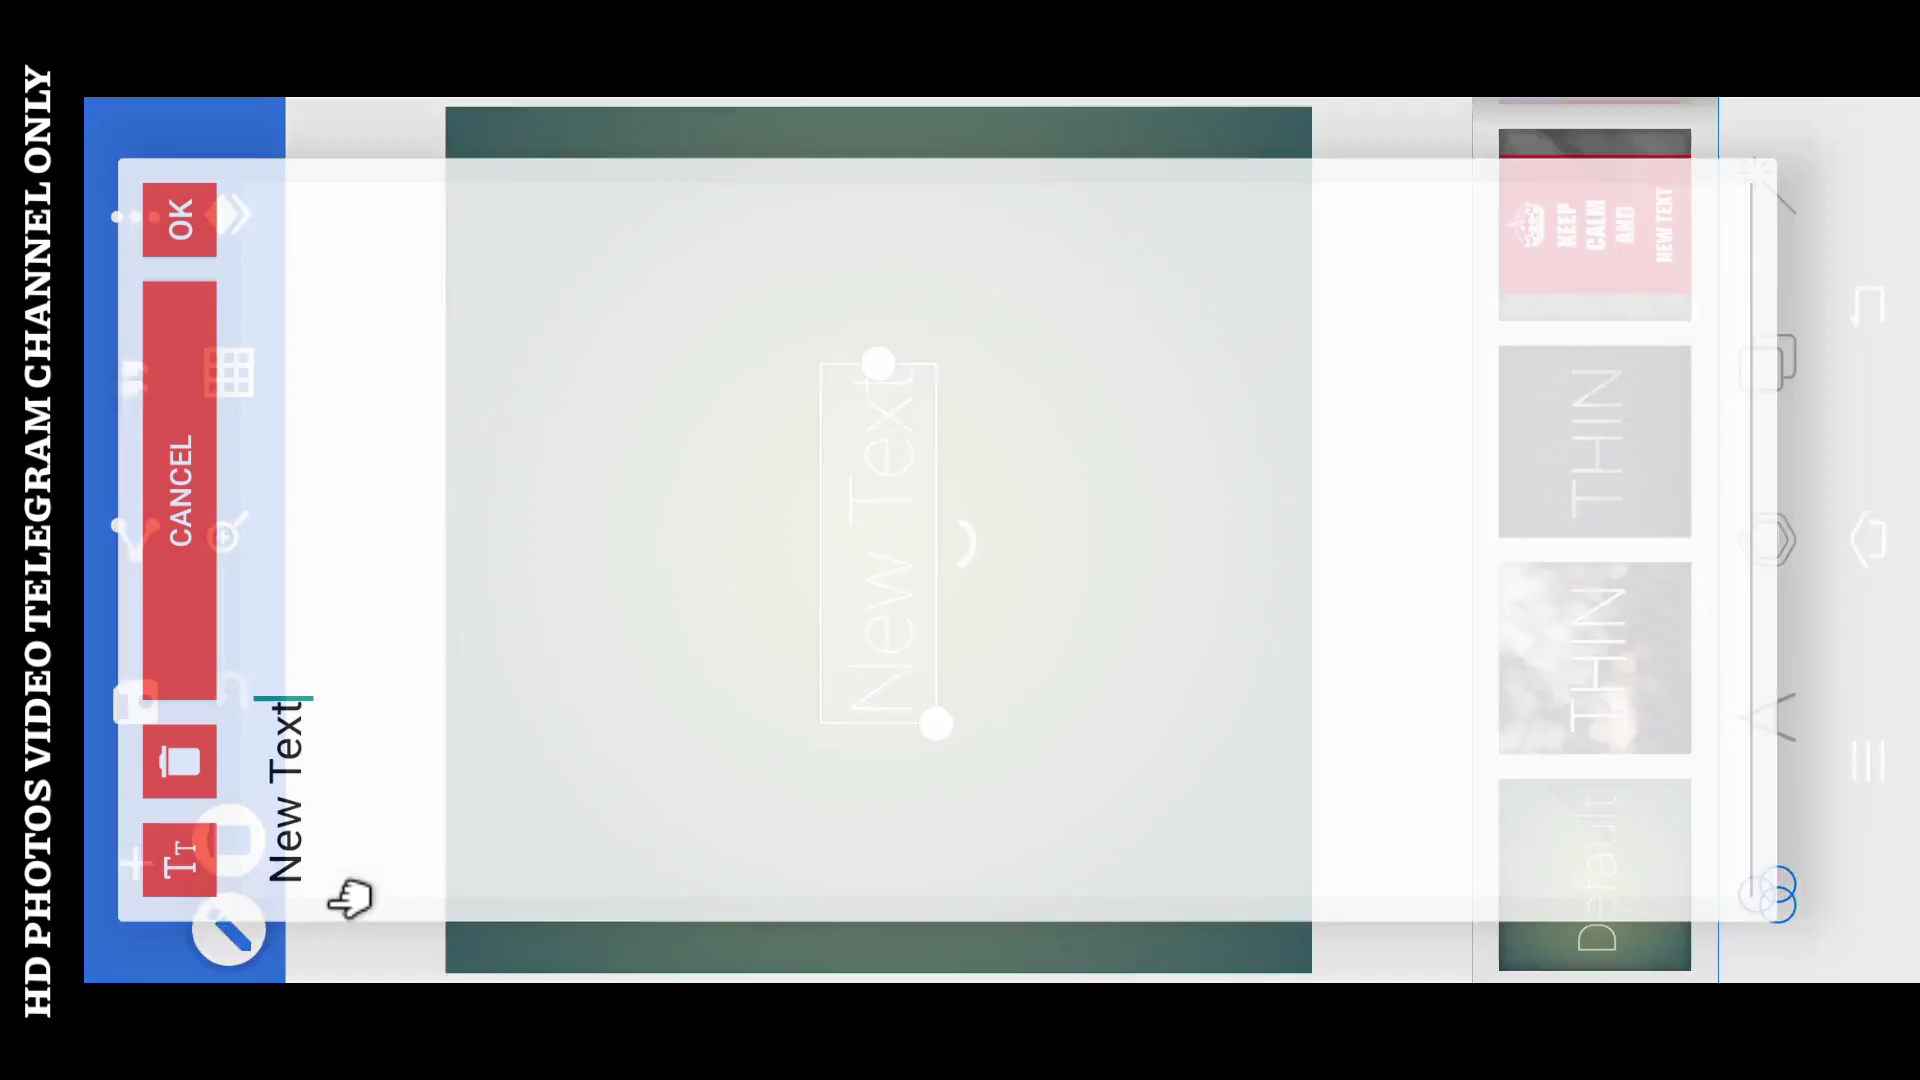 HD PHOTOS VIDEO TELEGRAM CHANNEL ONLY
TT
CANCEL
OK
New Text
New Text
Default
THIN
THIN
KEEP
CALM
AND
NEW TEXT
A